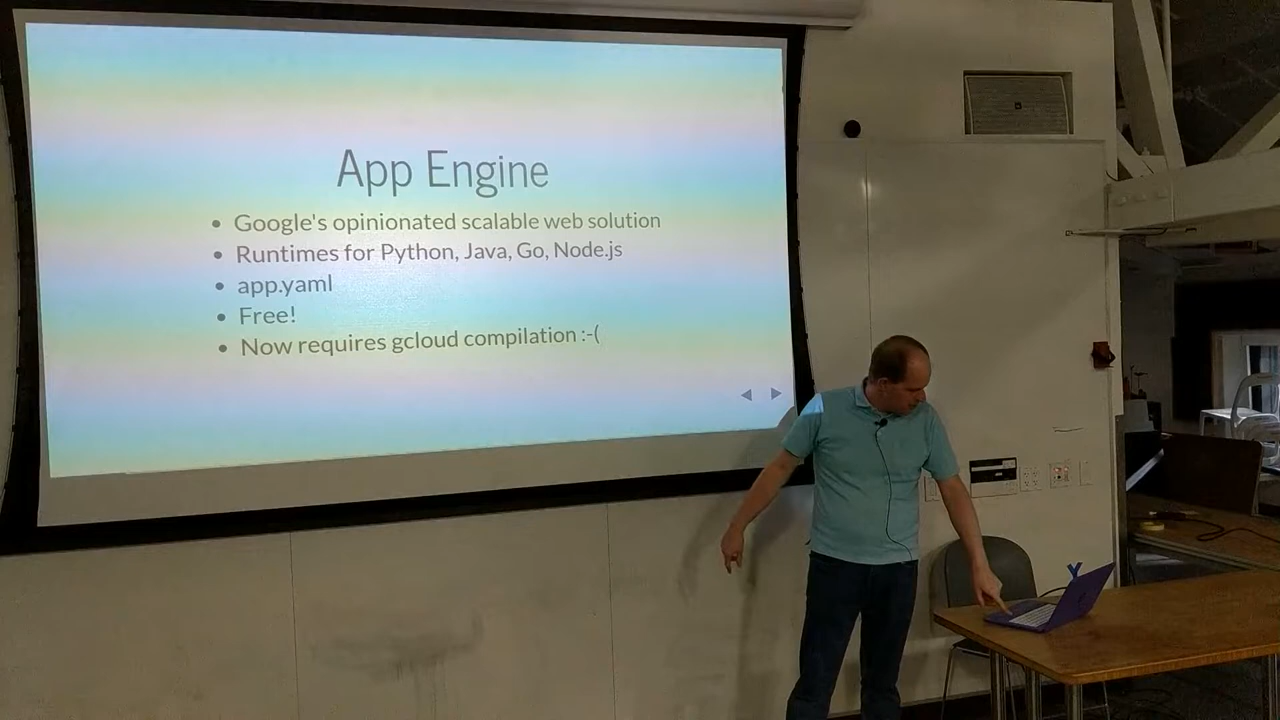 App Engine
Google's opinionated scalable web solution
Runtimes for Python, Java, Go, Node.js
app.yaml
Free!
Now requires gcloud compilation :-(